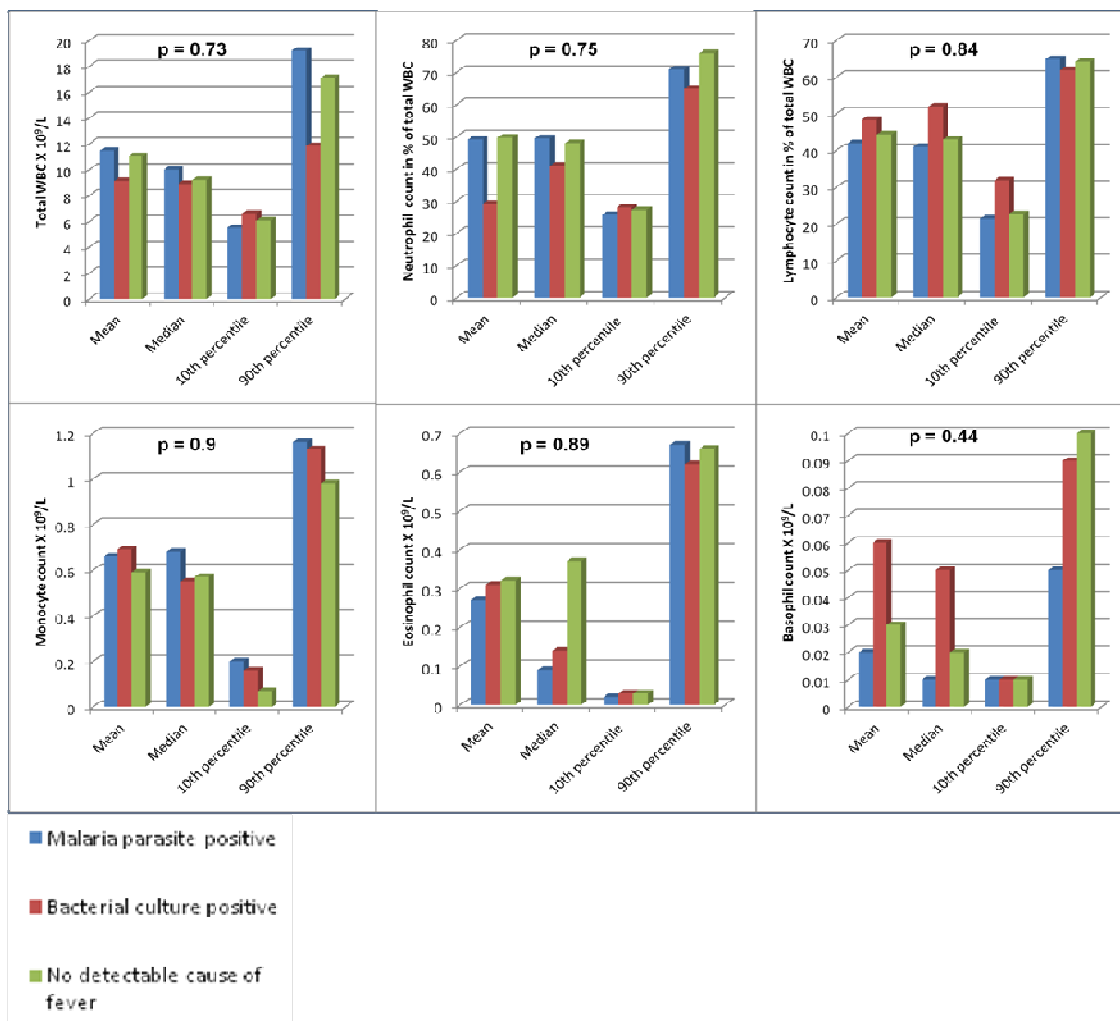 p = 0.73
Total WBC X 10⁹/L
20
18
16
14
12
10
8
6
4
2
0
Mean
Median
10th percentile
90th percentile
p = 0.75
Neutrophil count in % of total WBC
80
70
60
50
40
30
20
10
0
Mean
Median
10th percentile
90th percentile
p = 0.84
Lymphocyte count in % of total WBC
70
60
50
40
30
20
10
0
Mean
Median
10th percentile
90th percentile
p = 0.9
Monocyte count X 10⁹/L
1.2
1
0.8
0.6
0.4
0.2
0
Mean
Median
10th percentile
90th percentile
p = 0.89
Eosinophil count X 10⁹/L
0.7
0.6
0.5
0.4
0.3
0.2
0.1
0
Mean
Median
10th percentile
90th percentile
p = 0.44
Basophil count X 10⁹/L
0.1
0.09
0.08
0.07
0.06
0.05
0.04
0.03
0.02
0.01
0
Mean
Median
10th percentile
90th percentile
Malaria parasite positive
Bacterial culture positive
No detectable cause of
fever